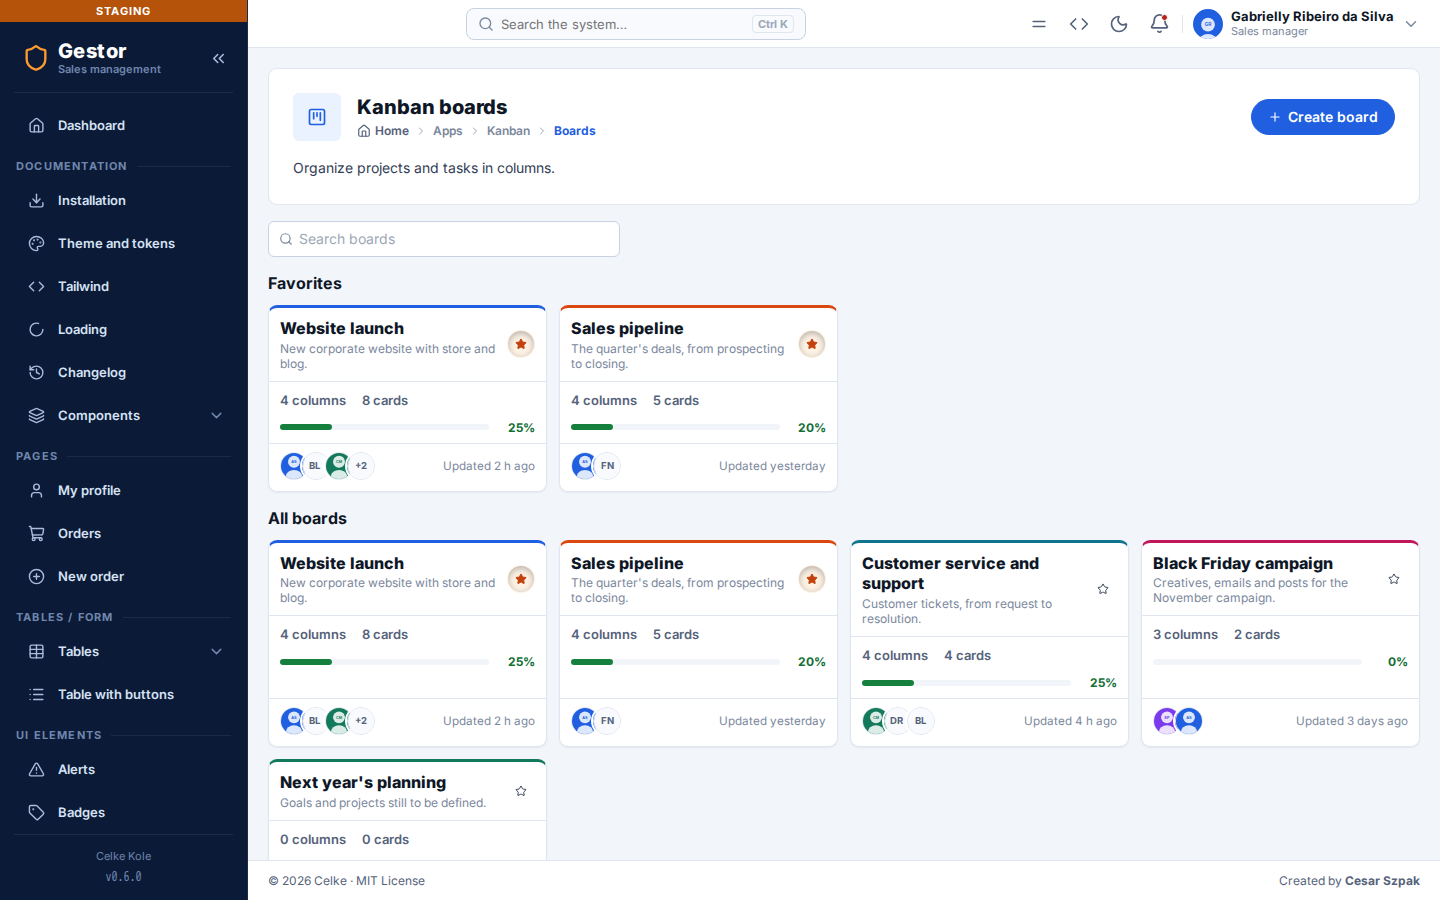 STAGING
Gestor
Sales management
Dashboard
DOCUMENTATION
Installation
Theme and tokens
Tailwind
Loading
Changelog
Components
PAGES
My profile
Orders
New order
TABLES / FORM
Tables
Table with buttons
UI ELEMENTS
Alerts
Badges
Celke Kole
v0.6.0
Search the system...
Ctrl K
Gabrielly Ribeiro da Silva
Sales manager
Kanban boards
Home > Apps > Kanban > Boards
Create board
Organize projects and tasks in columns.
Search boards
Favorites
Website launch
New corporate website with store and
blog.
4 columns 8 cards
25%
BL +2
Updated 2 h ago
Sales pipeline
The quarter's deals, from prospecting
to closing.
4 columns 5 cards
20%
FN
Updated yesterday
All boards
Website launch
New corporate website with store and
blog.
4 columns 8 cards
25%
BL +2
Updated 2 h ago
Sales pipeline
The quarter's deals, from prospecting
to closing.
4 columns 5 cards
20%
FN
Updated yesterday
Customer service and
support
Customer tickets, from request to
resolution.
4 columns 4 cards
25%
DR BL
Updated 4 h ago
Black Friday campaign
Creatives, emails and posts for the
November campaign.
3 columns 2 cards
0%
Updated 3 days ago
Next year's planning
Goals and projects still to be defined.
0 columns 0 cards
© 2026 Celke · MIT License
Created by Cesar Szpak